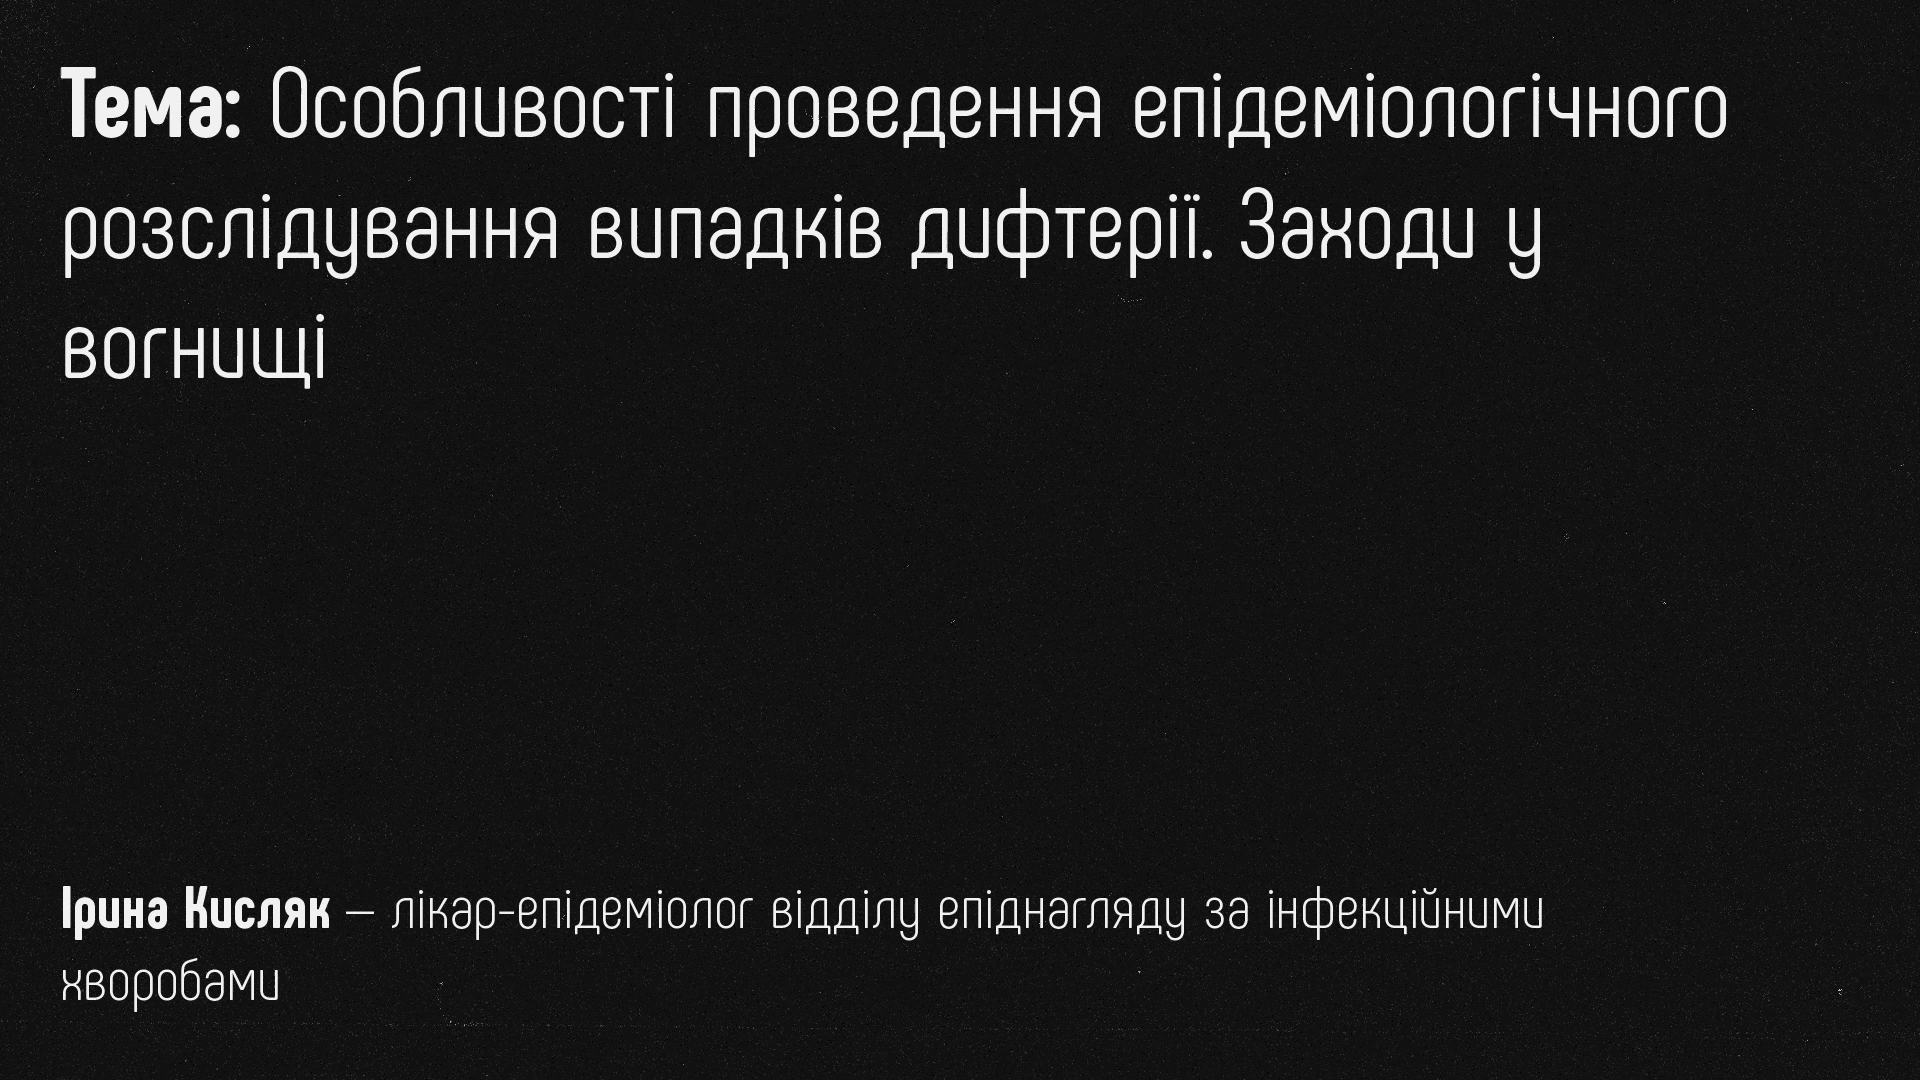 Тема: Особливості проведення епідеміологічного
розслідування випадків дифтерії. Заходи у
вогнищі
Ірина Кисляк – лікар-епідеміолог відділу епіднагляду за інфекційними
хворобами